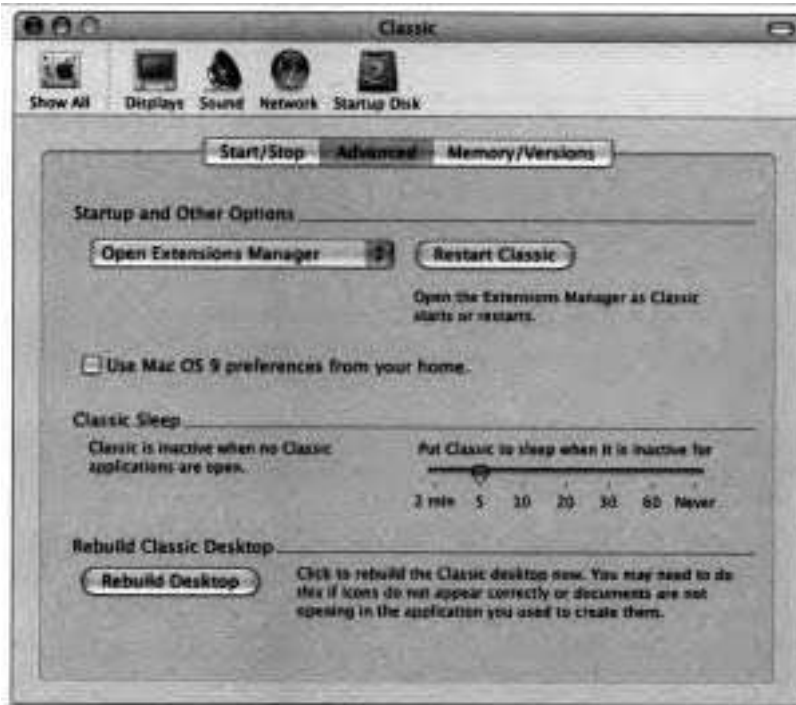 Classic
Show All Displays Sound Network Startup Disk
Start/Stop Advanced Memory/Versions
Startup and Other Options
Open Extensions Manager Restart Classic
Open the Extensions Manager as Classic
starts or restarts.
Use Mac OS 9 preferences from your home.
Classic Sleep
Classic is inactive when no Classic
applications are open.
Put Classic to sleep when it is inactive for
2 min 5 10 20 30 60 Never
Rebuild Classic Desktop
Rebuild Desktop
Click to rebuild the Classic desktop now. You may need to do
this if icons do not appear correctly or documents are not
opening in the application you used to create them.